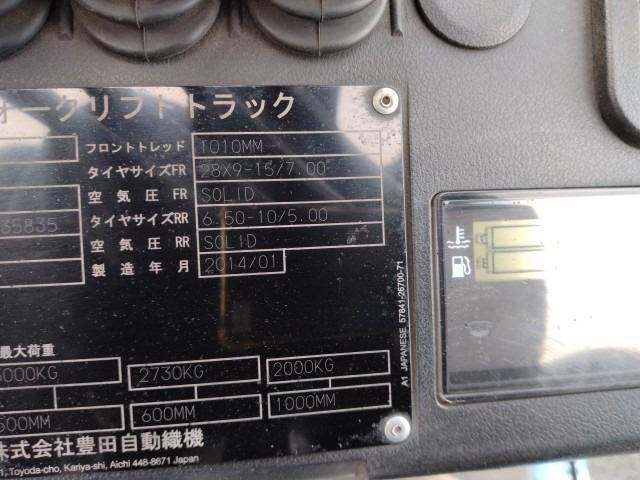 ォークリフトトラック
フロントトレッド 1010MM
タイヤサイズFR 28X9-15/7.00
空気圧FR SOLID
35835 タイヤサイズRR 6.50-10/5.00
空気圧RR SOLID
製造年月 2014/01
最大荷重
3000KG 2730KG 2000KG
500MM 600MM 1000MM
株式会社豊田自動織機
1, Toyoda-cho, Kariya-shi, Aichi 448-8671 Japan
A1 JAPANESE 57841-26700-71